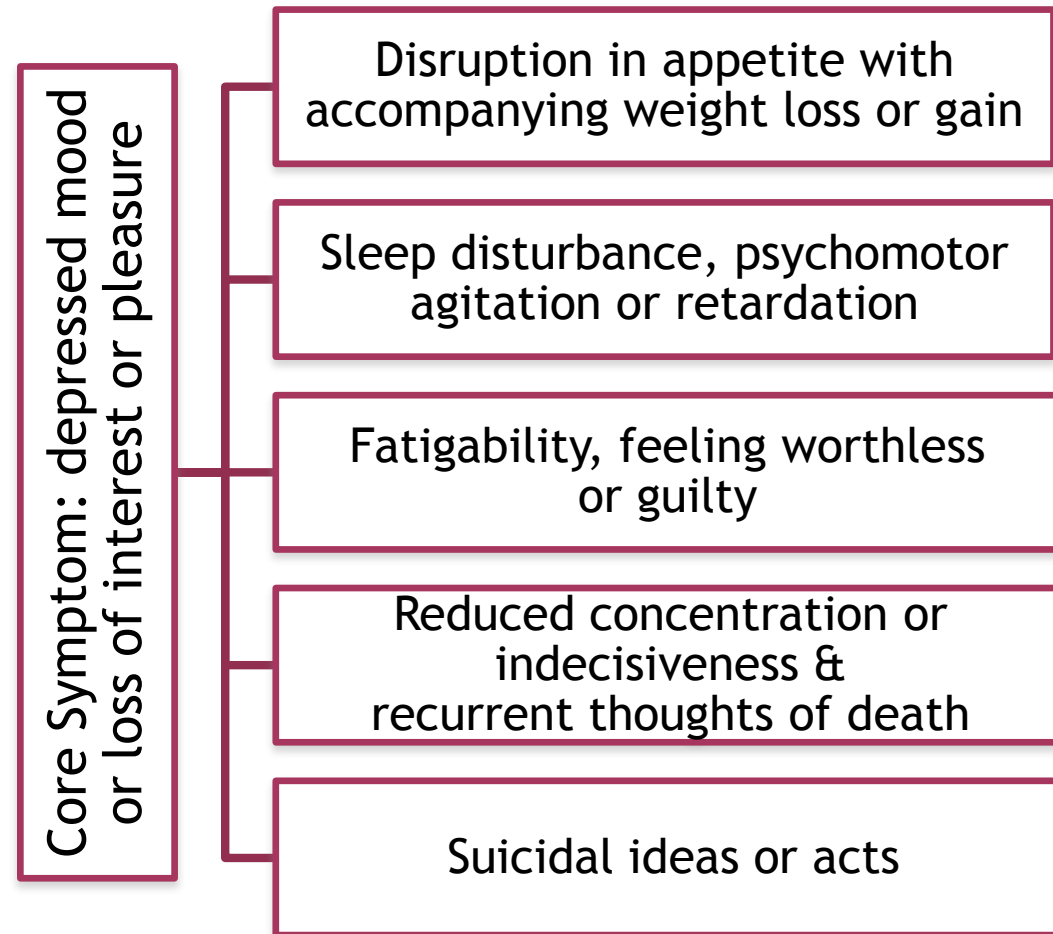 Core Symptom: depressed mood
or loss of interest or pleasure
Disruption in appetite with
accompanying weight loss or gain
Sleep disturbance, psychomotor
agitation or retardation
Fatigability, feeling worthless
or guilty
Reduced concentration or
indecisiveness &
recurrent thoughts of death
Suicidal ideas or acts